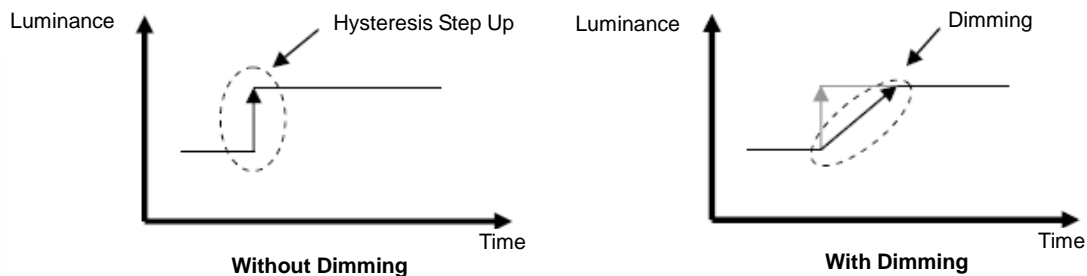 Luminance
Hysteresis Step Up
Time
Without Dimming
Luminance
Dimming
Time
With Dimming